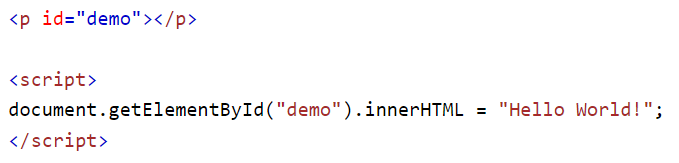 <p id="demo"></p>
<script>
document.getElementById("demo").innerHTML = "Hello World!";
</script>